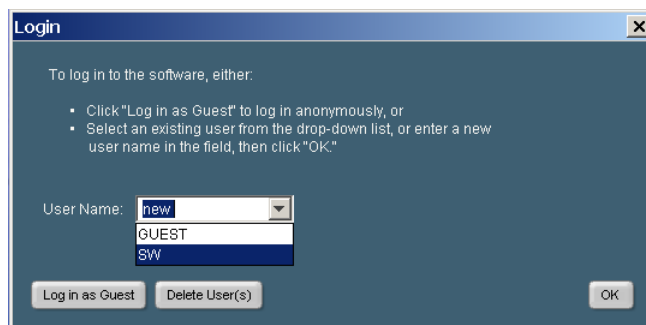 Login
To log in to the software, either:
• Click "Log in as Guest" to log in anonymously, or
• Select an existing user from the drop-down list, or enter a new
user name in the field, then click "OK."
User Name: new
GUEST
SW
Log in as Guest Delete User(s) OK